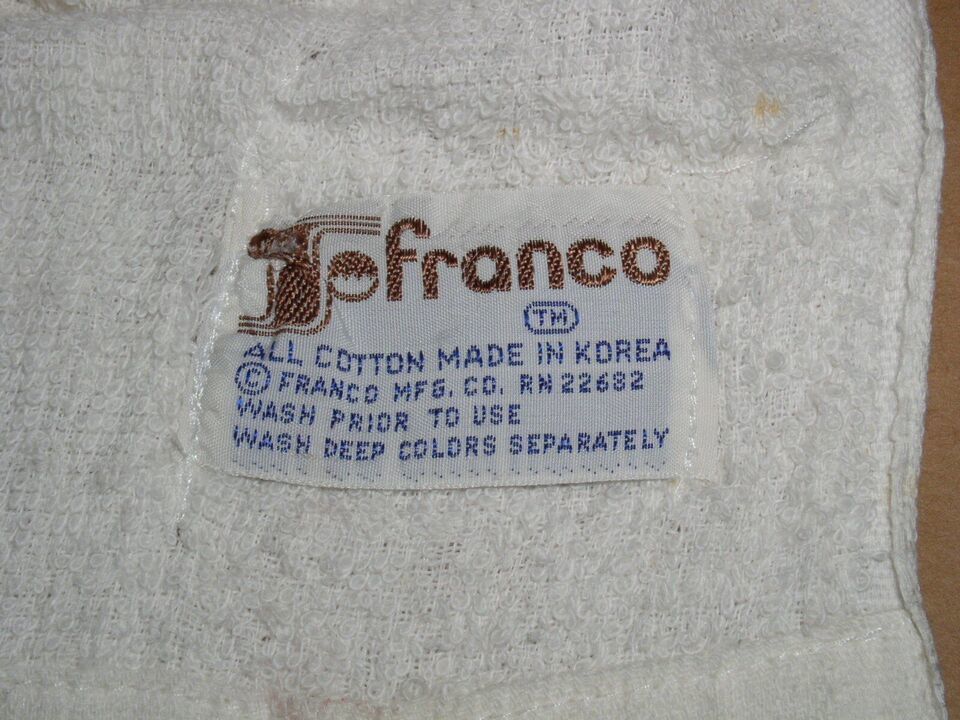 Jefranco
TM
ALL COTTON MADE IN KOREA
© FRANCO MFG. CO. RN 22682
WASH PRIOR TO USE
WASH DEEP COLORS SEPARATELY